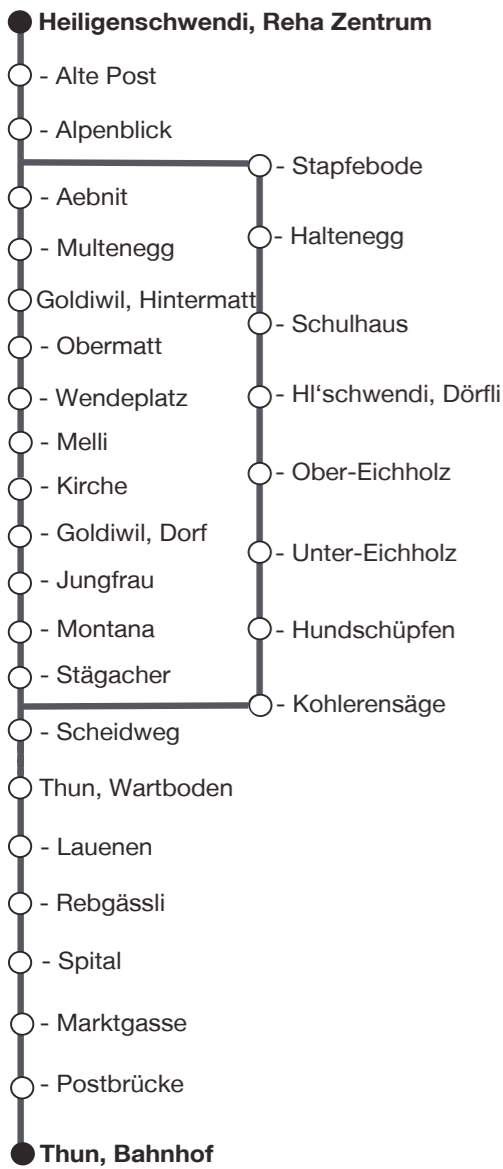 Heiligenschwendi, Reha Zentrum
- Alte Post
- Alpenblick
- Aebnit
- Multenegg
Goldiwil, Hintermatt
- Obermatt
- Wendeplatz
- Melli
- Kirche
- Goldiwil, Dorf
- Jungfrau
- Montana
- Stägacher
- Stapfebode
- Haltenegg
- Schulhaus
- Hl‘schwendi, Dörfli
- Ober-Eichholz
- Unter-Eichholz
- Hundschüpfen
- Kohlerensäge
- Scheidweg
Thun, Wartboden
- Lauenen
- Rebgässli
- Spital
- Marktgasse
- Postbrücke
Thun, Bahnhof